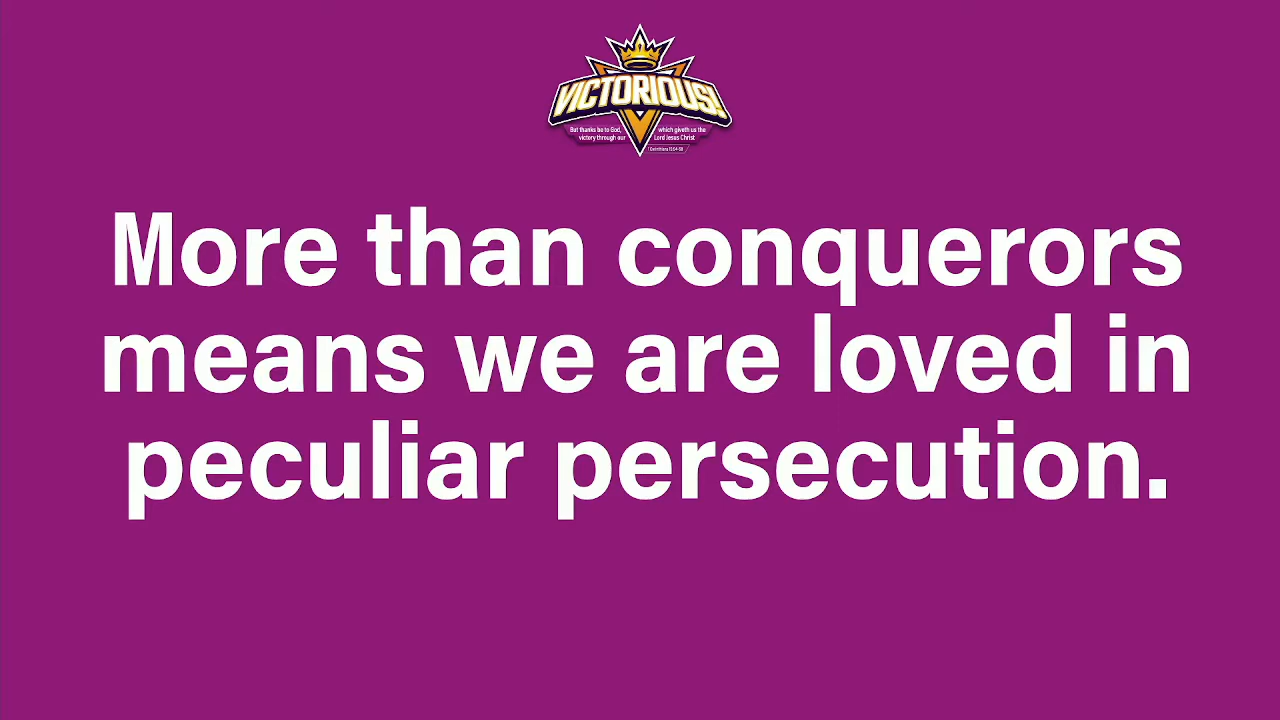 VICTORIOUS!
But thanks be to God, which giveth us the
victory through our Lord Jesus Christ
More than conquerors
means we are loved in
peculiar persecution.